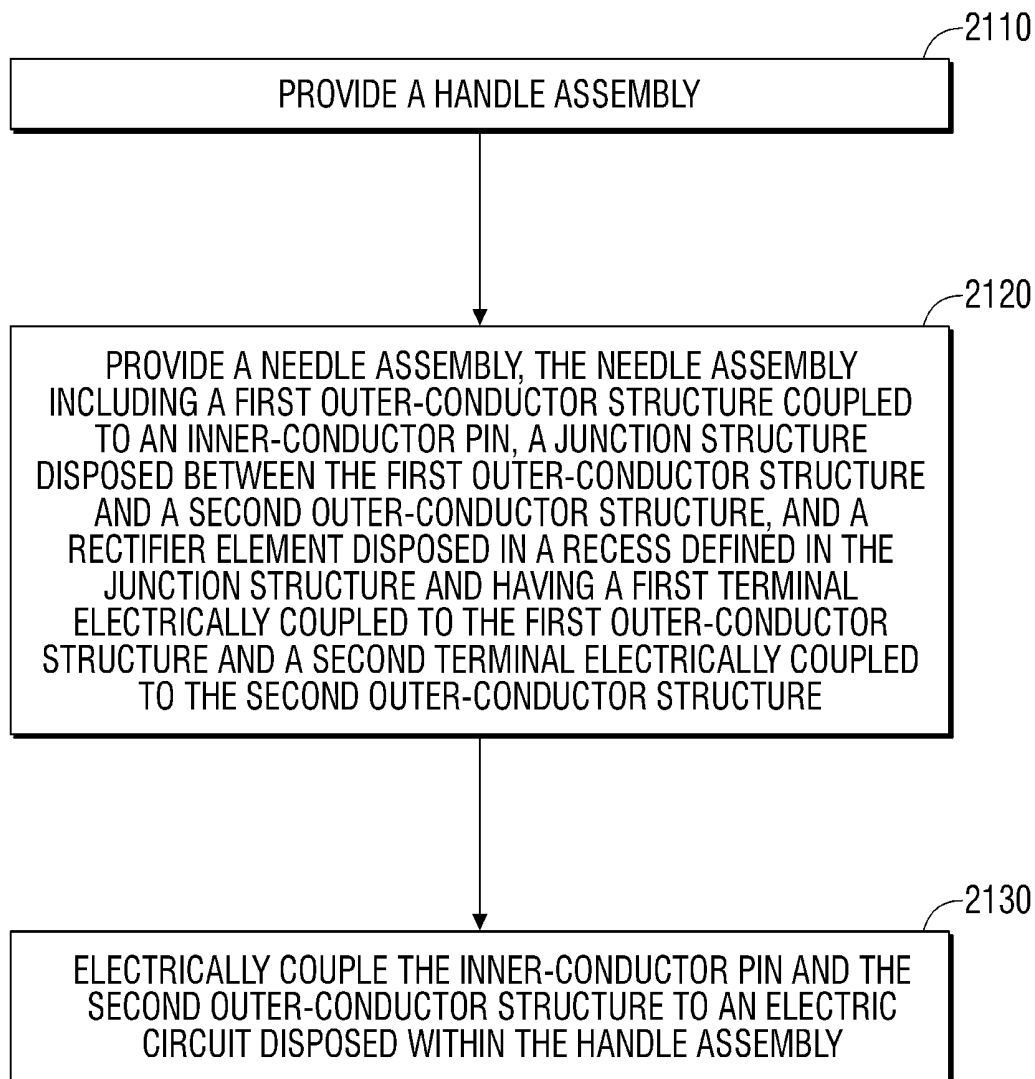 2110
PROVIDE A HANDLE ASSEMBLY
2120
PROVIDE A NEEDLE ASSEMBLY, THE NEEDLE ASSEMBLY
INCLUDING A FIRST OUTER-CONDUCTOR STRUCTURE COUPLED
TO AN INNER-CONDUCTOR PIN, A JUNCTION STRUCTURE
DISPOSED BETWEEN THE FIRST OUTER-CONDUCTOR STRUCTURE
AND A SECOND OUTER-CONDUCTOR STRUCTURE, AND A
RECTIFIER ELEMENT DISPOSED IN A RECESS DEFINED IN THE
JUNCTION STRUCTURE AND HAVING A FIRST TERMINAL
ELECTRICALLY COUPLED TO THE FIRST OUTER-CONDUCTOR
STRUCTURE AND A SECOND TERMINAL ELECTRICALLY COUPLED
TO THE SECOND OUTER-CONDUCTOR STRUCTURE
2130
ELECTRICALLY COUPLE THE INNER-CONDUCTOR PIN AND THE
SECOND OUTER-CONDUCTOR STRUCTURE TO AN ELECTRIC
CIRCUIT DISPOSED WITHIN THE HANDLE ASSEMBLY